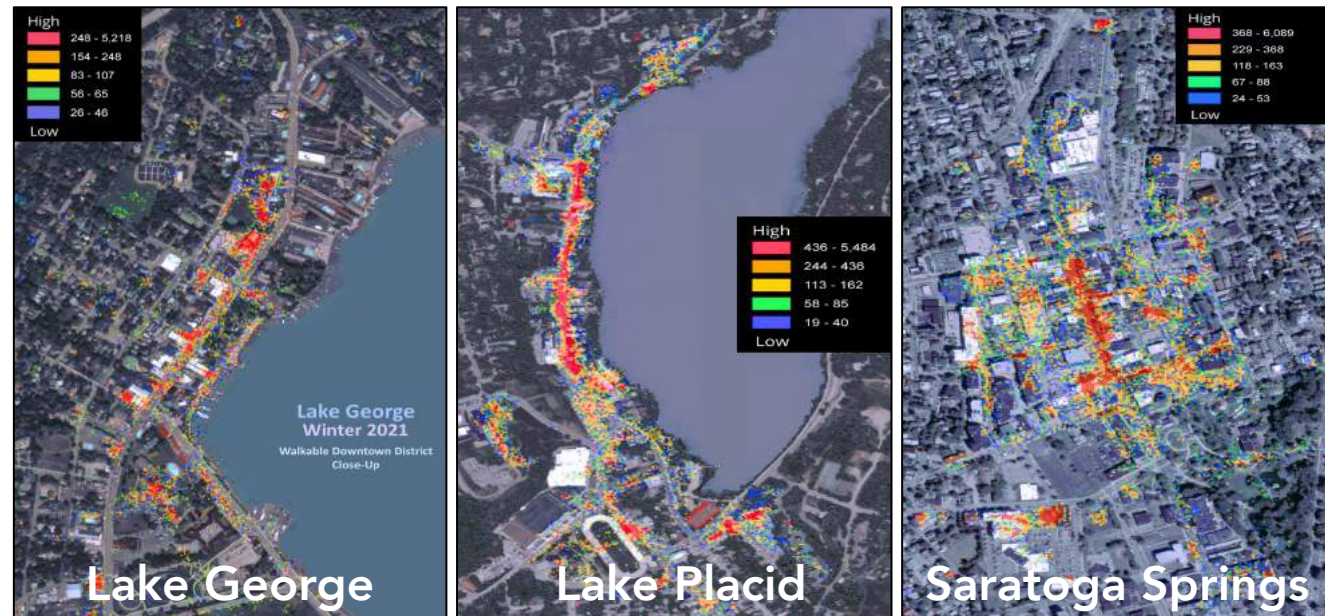 High
248 - 5,218
154 - 248
83 - 107
56 - 65
26 - 46
Low
Lake George
Winter 2021
Walkable Downtown District
Close-Up
Lake George
High
436 - 5,484
244 - 436
113 - 162
58 - 85
19 - 40
Low
Lake Placid
High
368 - 6,089
229 - 368
118 - 163
67 - 88
24 - 53
Low
Saratoga Springs